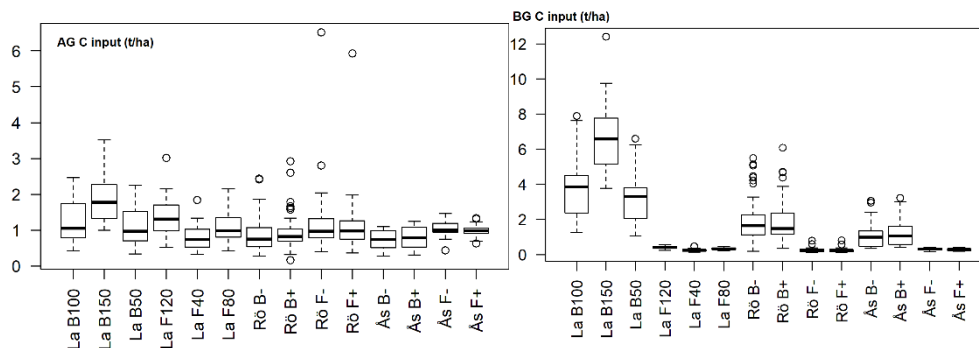 AG C input (t/ha)
6
5
4
3
2
1
0
La B100
La B150
La B50
La F120
La F40
La F80
Rö B-
Rö B+
Rö F-
Rö F+
Ås B-
Ås B+
Ås F-
Ås F+
BG C input (t/ha)
12
10
8
6
4
2
0
La B100
La B150
La B50
La F120
La F40
La F80
Rö B-
Rö B+
Rö F-
Rö F+
Ås B-
Ås B+
Ås F-
Ås F+